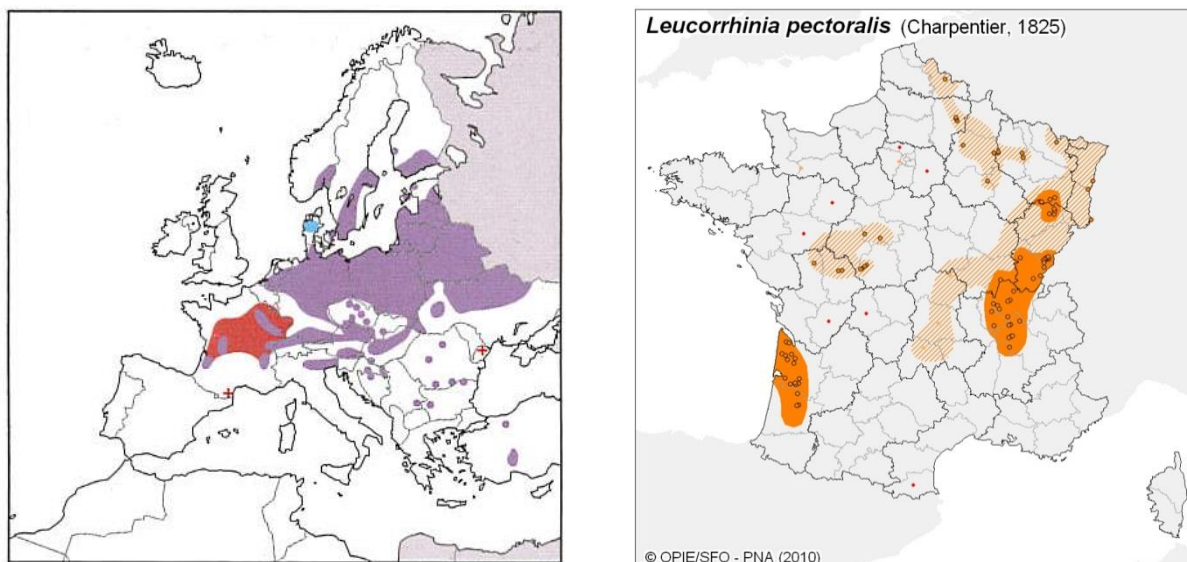 Leucorrhinia pectoralis (Charpentier, 1825)
© OPIE/SFO - PNA (2010)